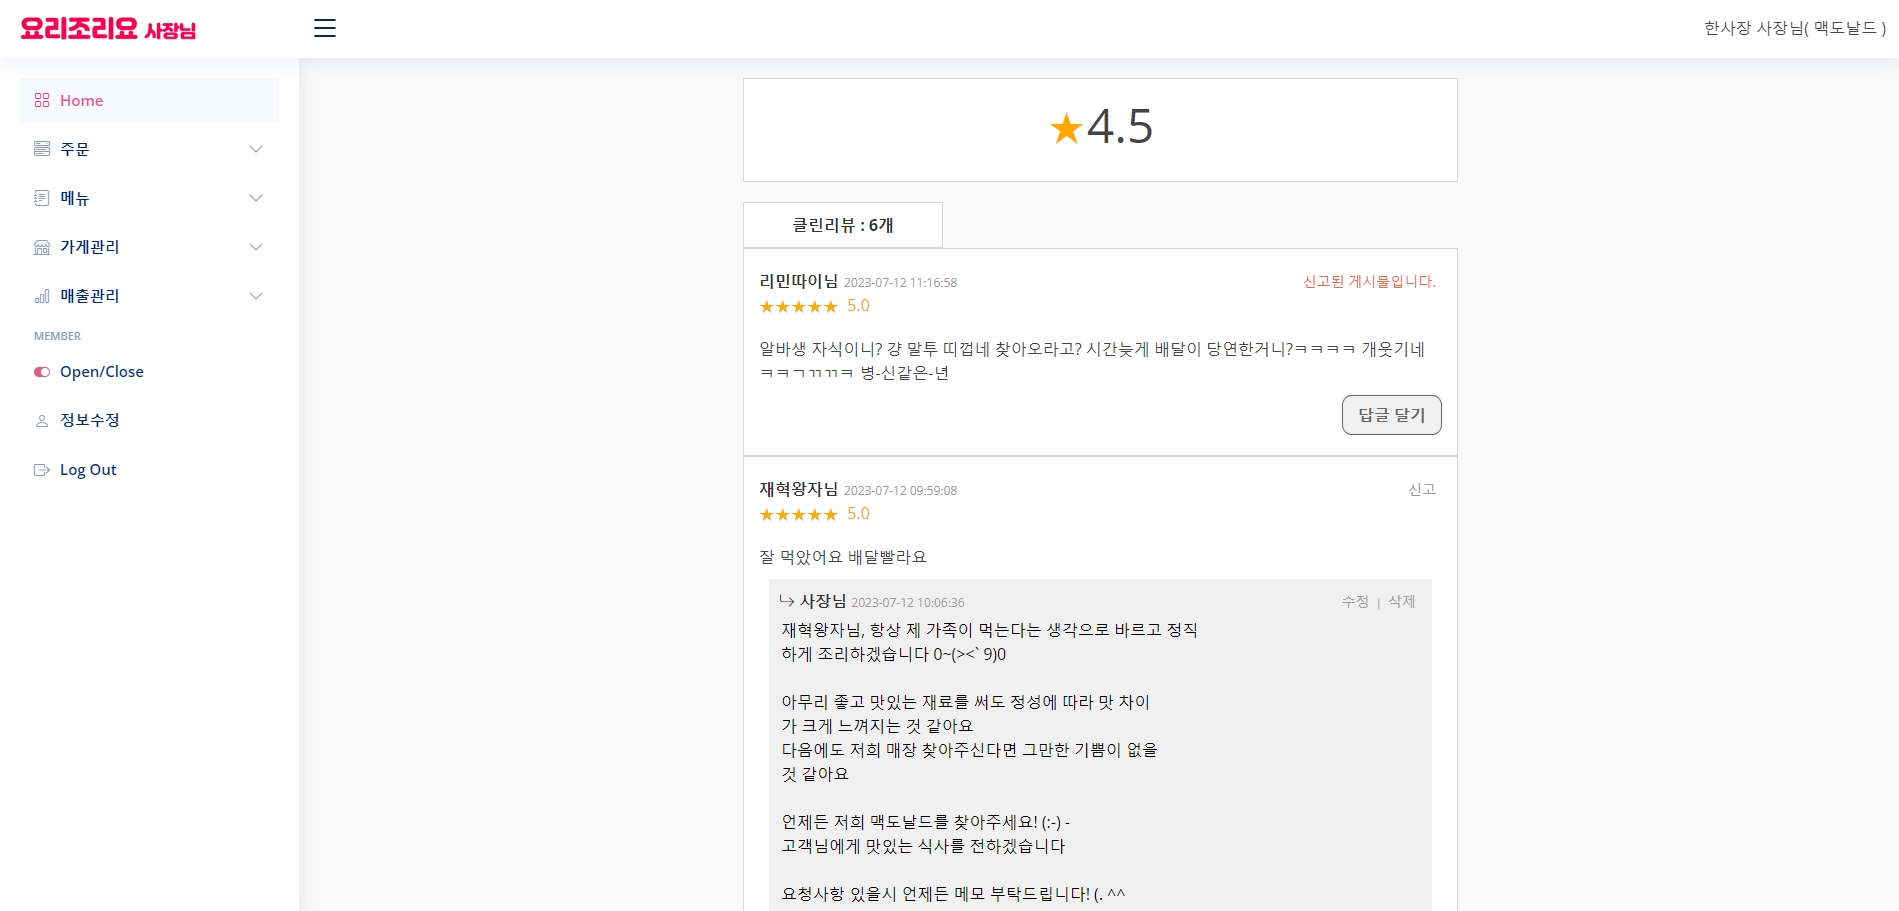 요리조리요 사장님
한사장 사장님( 맥도날드 )
Home
주문
메뉴
가게관리
매출관리
MEMBER
Open/Close
정보수정
Log Out
★4.5
클린리뷰 : 6개
리민따이님 2023-07-12 11:16:58
신고된 게시물입니다.
★★★★★ 5.0
알바생 자식이니? 걍 말투 띠껍네 찾아오라고? 시간늦게 배달이 당연한거니?ㅋㅋㅋㅋ 개웃기네
ㅋㅋㄱㄲㄲㅋ 병-신같은-년
답글 달기
재혁왕자님 2023-07-12 09:59:08
신고
★★★★★ 5.0
잘 먹았어요 배달빨라요
사장님 2023-07-12 10:06:36
수정 | 삭제
재혁왕자님, 항상 제 가족이 먹는다는 생각으로 바르고 정직
하게 조리하겠습니다 0~(><`9)0
아무리 좋고 맛있는 재료를 써도 정성에 따라 맛 차이
가 크게 느껴지는 것 같아요
다음에도 저희 매장 찾아주신다면 그만한 기쁨이 없을
것 같아요
언제든 저희 맥도날드를 찾아주세요! (:-) -
고객님에게 맛있는 식사를 전하겠습니다
요청사항 있을시 언제든 메모 부탁드립니다! (. ^^